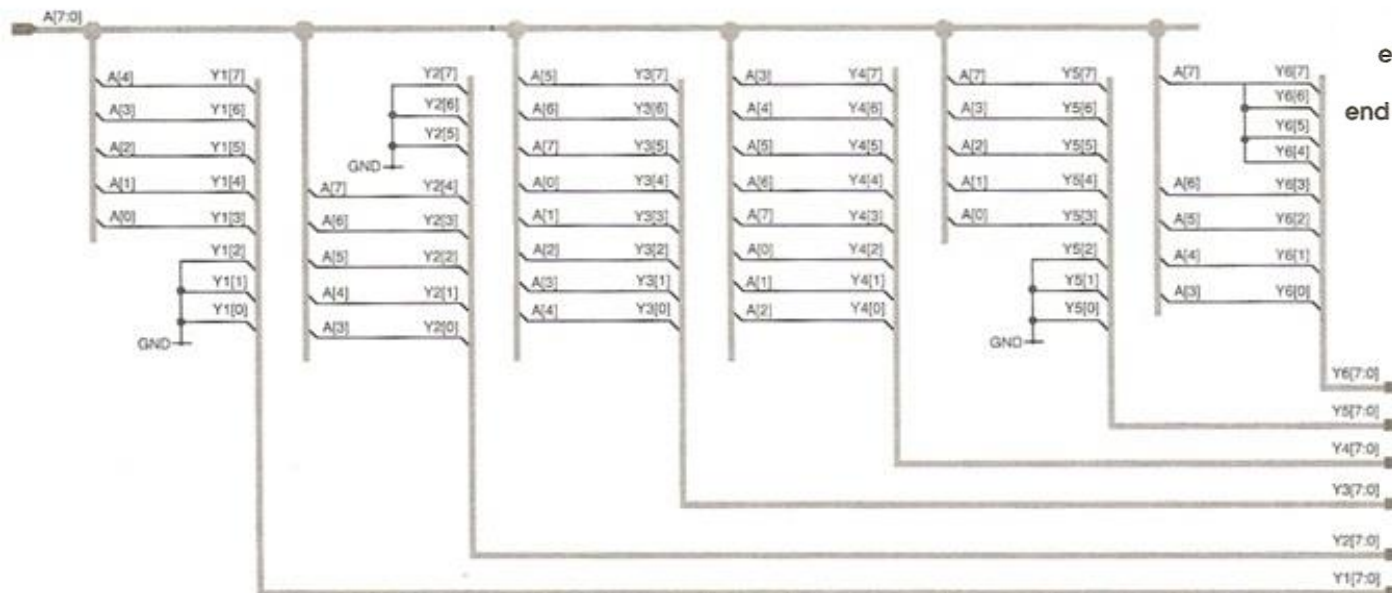 A[7:0]
e
end
A[4] Y1[7]
A[3] Y1[6]
A[2] Y1[5]
A[1] Y1[4]
A[0] Y1[3]
Y1[2]
Y1[1]
Y1[0]
GND
Y2[7]
Y2[6]
Y2[5]
GND
A[7] Y2[4]
A[6] Y2[3]
A[5] Y2[2]
A[4] Y2[1]
A[3] Y2[0]
A[5] Y3[7]
A[6] Y3[6]
A[7] Y3[5]
A[0] Y3[4]
A[1] Y3[3]
A[2] Y3[2]
A[3] Y3[1]
A[4] Y3[0]
A[3] Y4[7]
A[4] Y4[6]
A[5] Y4[5]
A[6] Y4[4]
A[7] Y4[3]
A[0] Y4[2]
A[1] Y4[1]
A[2] Y4[0]
A[7] Y5[7]
A[3] Y5[6]
A[2] Y5[5]
A[1] Y5[4]
A[0] Y5[3]
Y5[2]
Y5[1]
Y5[0]
GND
A[7] Y6[7]
Y6[6]
Y6[5]
Y6[4]
A[6] Y6[3]
A[5] Y6[2]
A[4] Y6[1]
A[3] Y6[0]
Y6[7:0]
Y5[7:0]
Y4[7:0]
Y3[7:0]
Y2[7:0]
Y1[7:0]